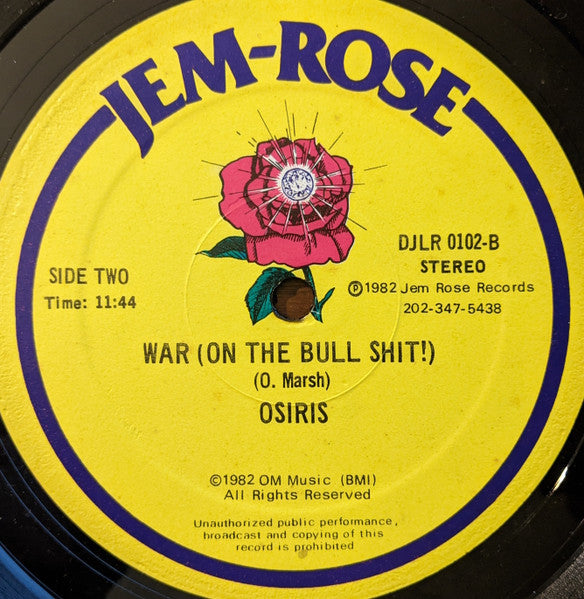 JEM-ROSE
SIDE TWO
Time: 11:44
DJLR 0102-B
STEREO
℗1982 Jem Rose Records
202-347-5438
WAR (ON THE BULL SHIT!)
(O. Marsh)
OSIRIS
©1982 OM Music (BMI)
All Rights Reserved
Unauthorized public performance,
broadcast and copying of this
record is prohibited